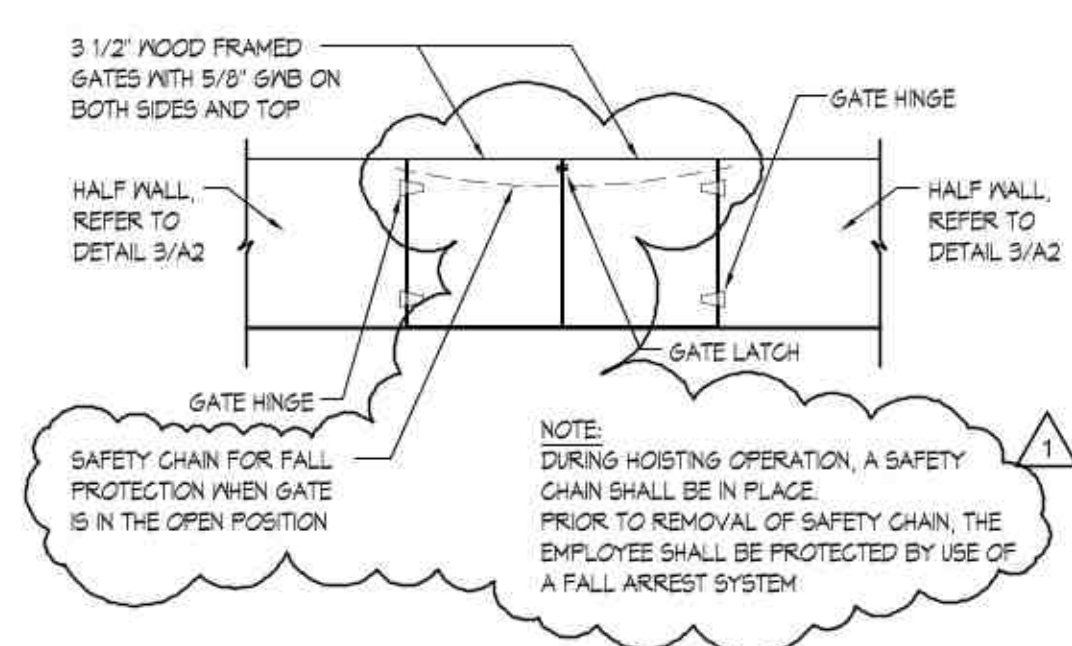 3 1/2" WOOD FRAMED
GATES WITH 5/8" GWB ON
BOTH SIDES AND TOP
GATE HINGE
HALF WALL,
REFER TO
DETAIL 3/A2
HALF WALL,
REFER TO
DETAIL 3/A2
GATE LATCH
GATE HINGE
SAFETY CHAIN FOR FALL
PROTECTION WHEN GATE
IS IN THE OPEN POSITION
NOTE:
DURING HOISTING OPERATION, A SAFETY
CHAIN SHALL BE IN PLACE.
PRIOR TO REMOVAL OF SAFETY CHAIN, THE
EMPLOYEE SHALL BE PROTECTED BY USE OF
A FALL ARREST SYSTEM
1